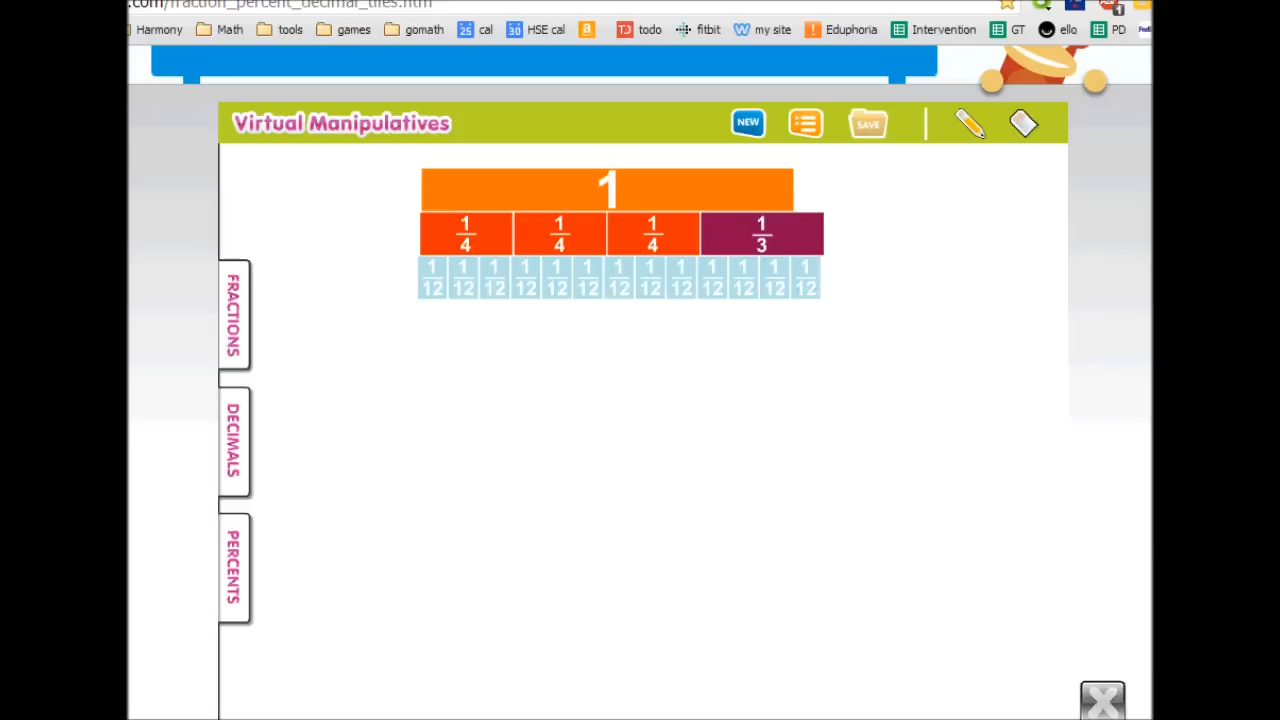 .com/fraction_percent_decimal_tiles.htm
Harmony Math tools games gomath 25 cal 30 HSE cal a TJ todo fitbit W my site ! Eduphoria Intervention GT ello PD
1
Virtual Manipulatives NEW SAVE
1
1/4 1/4 1/4 1/3
1/12 1/12 1/12 1/12 1/12 1/12 1/12 1/12 1/12 1/12 1/12 1/12 1/12
FRACTIONS
DECIMALS
PERCENTS
X